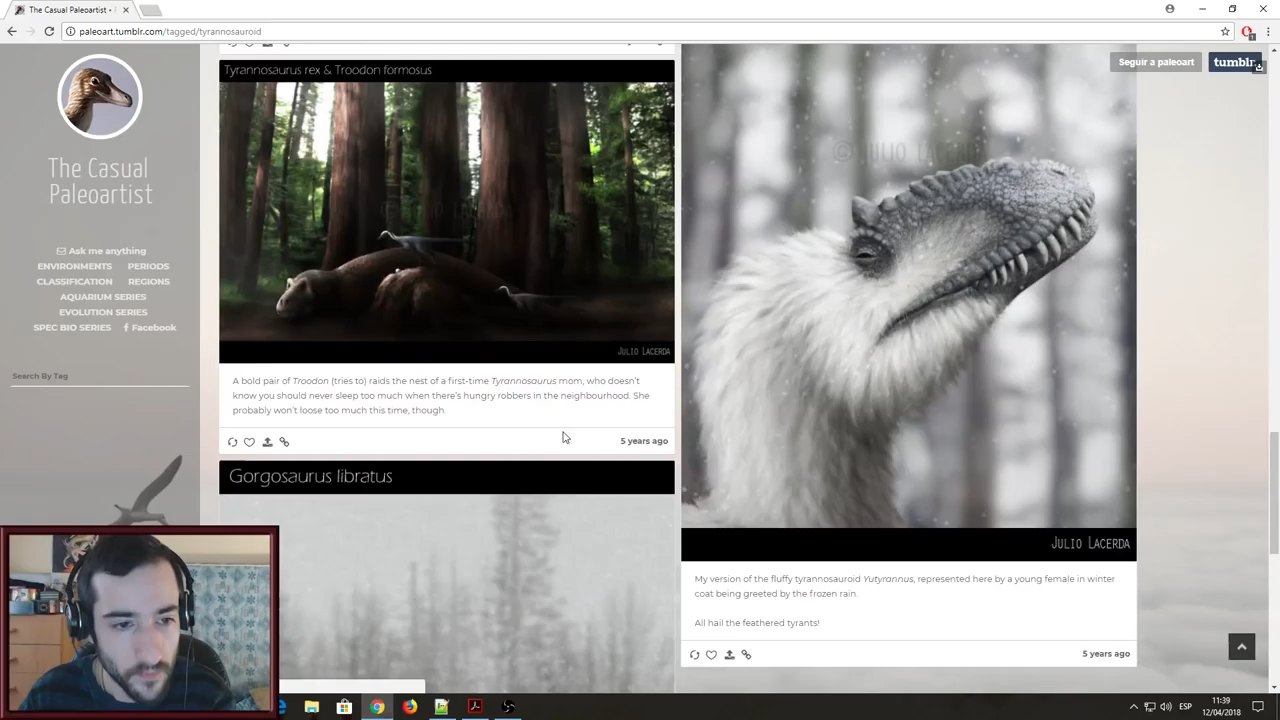 The Casual Paleoartist •
paleoart.tumblr.com/tagged/tyrannosauroid
Seguir a paleoart
tumblr.
The Casual
Paleoartist
Ask me anything
ENVIRONMENTS PERIODS
CLASSIFICATION REGIONS
AQUARIUM SERIES
EVOLUTION SERIES
SPEC BIO SERIES Facebook
Search By Tag
Tyrannosaurus rex & Troodon formosus
JULIO LACERDA
A bold pair of Troodon (tries to) raids the nest of a first-time Tyrannosaurus mom, who doesn't
know you should never sleep too much when there's hungry robbers in the neighbourhood. She
probably won't loose too much this time, though.
5 years ago
Gorgosaurus libratus
JULIO LACERDA
My version of the fluffy tyrannosauroid Yutyrannus, represented here by a young female in winter
coat being greeted by the frozen rain.
All hail the feathered tyrants!
5 years ago
ESP
11:39
12/04/2018